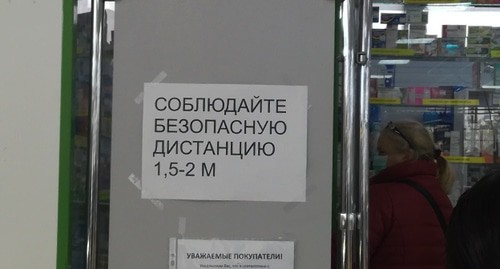 СОБЛЮДАЙТЕ
БЕЗОПАСНУЮ
ДИСТАНЦИЮ
1,5-2 М
УВАЖАЕМЫЕ ПОКУПАТЕЛИ!